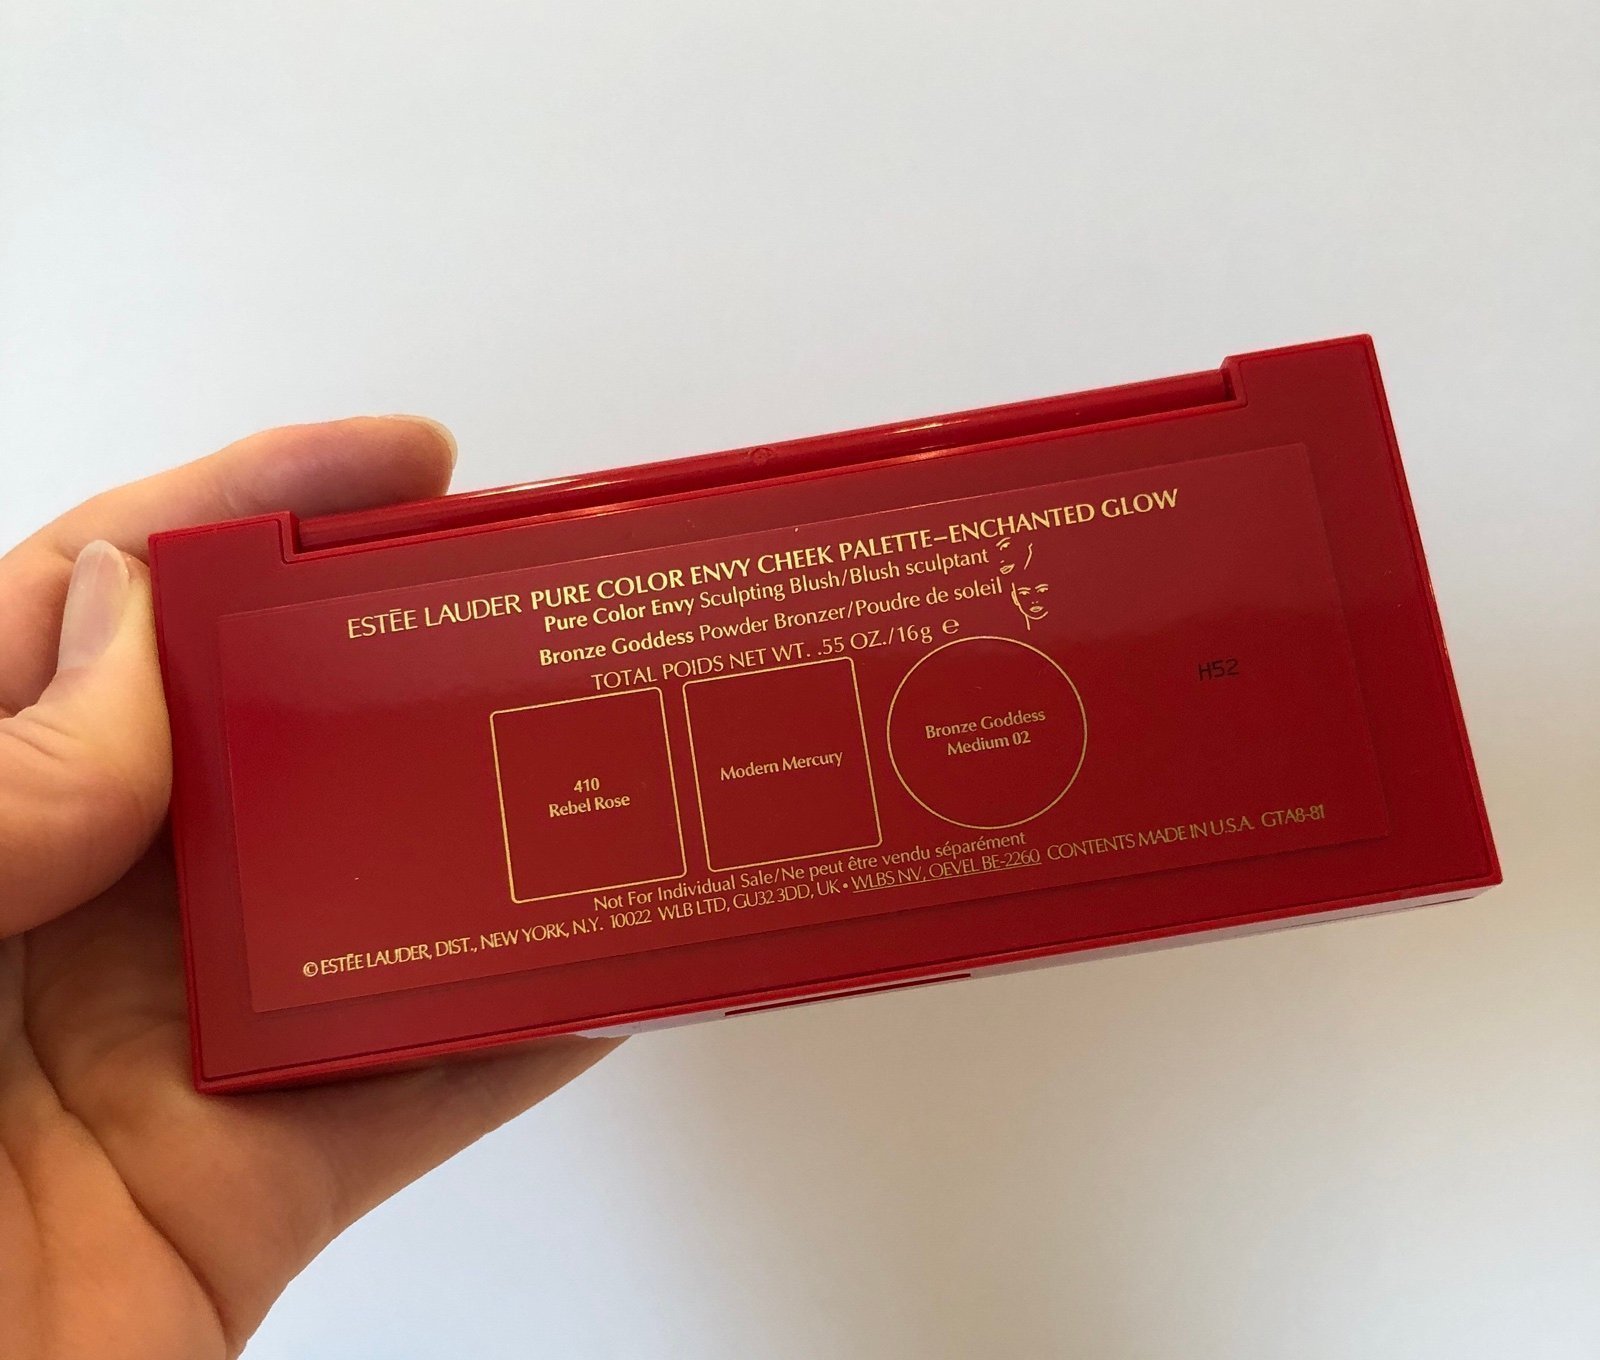 ESTĒE LAUDER PURE COLOR ENVY CHEEK PALETTE–ENCHANTED GLOW
Pure Color Envy Sculpting Blush/Blush sculptant
Bronze Goddess Powder Bronzer/Poudre de soleil
TOTAL POIDS NET WT. .55 OZ./16g ℮
410
Rebel Rose
Modern Mercury
Bronze Goddess
Medium 02
H52
Not For Individual Sale/Ne peut être vendu séparément
© ESTĒE LAUDER, DIST., NEW YORK, N.Y. 10022 WLB LTD, GU32 3DD, UK • WLBS NV, OEVEL BE-2260 CONTENTS MADE IN U.S.A. GTA8-81